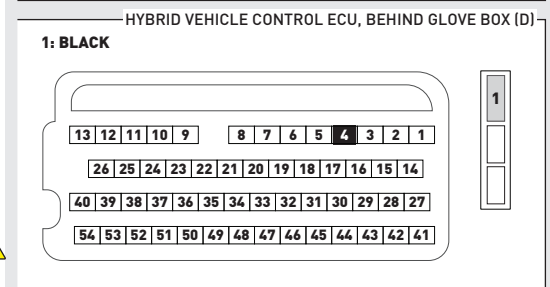 HYBRID VEHICLE CONTROL ECU, BEHIND GLOVE BOX (D)
1: BLACK
1
13 12 11 10 9 8 7 6 5 4 3 2 1
26 25 24 23 22 21 20 19 18 17 16 15 14
40 39 38 37 36 35 34 33 32 31 30 29 28 27
54 53 52 51 50 49 48 47 46 45 44 43 42 41